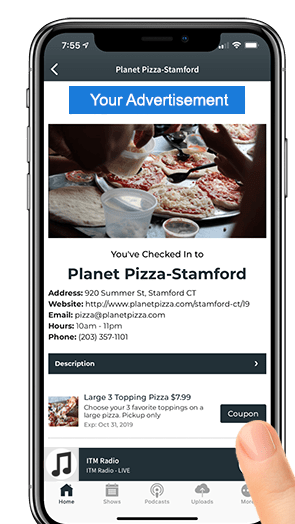 7:55
Planet Pizza-Stamford
Your Advertisement
You've Checked In to
Planet Pizza-Stamford
Address: 920 Summer St, Stamford CT
Website: http://www.planetpizza.com/stamford-ct/19
Email: pizza@planetpizza.com
Hours: 10am - 11pm
Phone: (203) 357-1101
Description
Large 3 Topping Pizza $7.99
Choose your 3 favorite toppings on a
large pizza. Pickup only
Exp: Oct 31, 2019
Coupon
ITM Radio
ITM Radio - LIVE
Home Shows Podcasts Uploads More